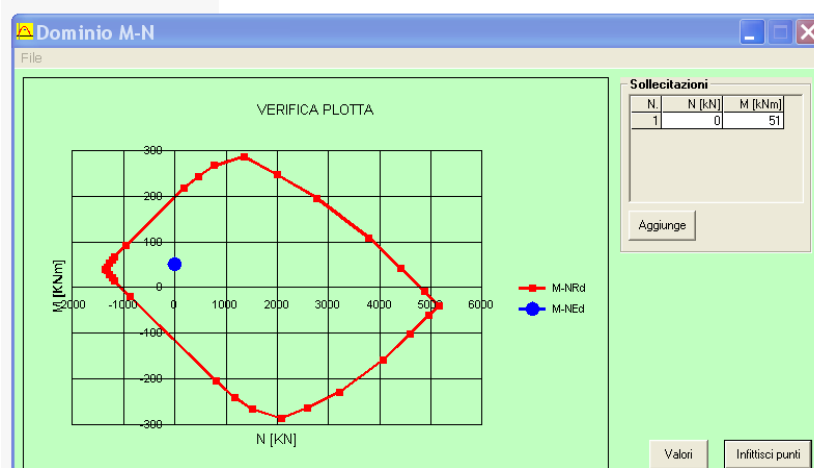 Dominio M-N
File
VERIFICA PLOTTA
300
200
100
0
-2000 -1000 0 1000 2000 3000 4000 5000 6000
-100
-200
-300
M [KNm]
N [KN]
M-NRd
M-NEd
Sollecitazioni
N. N [kN] M [kNm]
1 0 51
Aggiunge
Valori
Infittisci punti